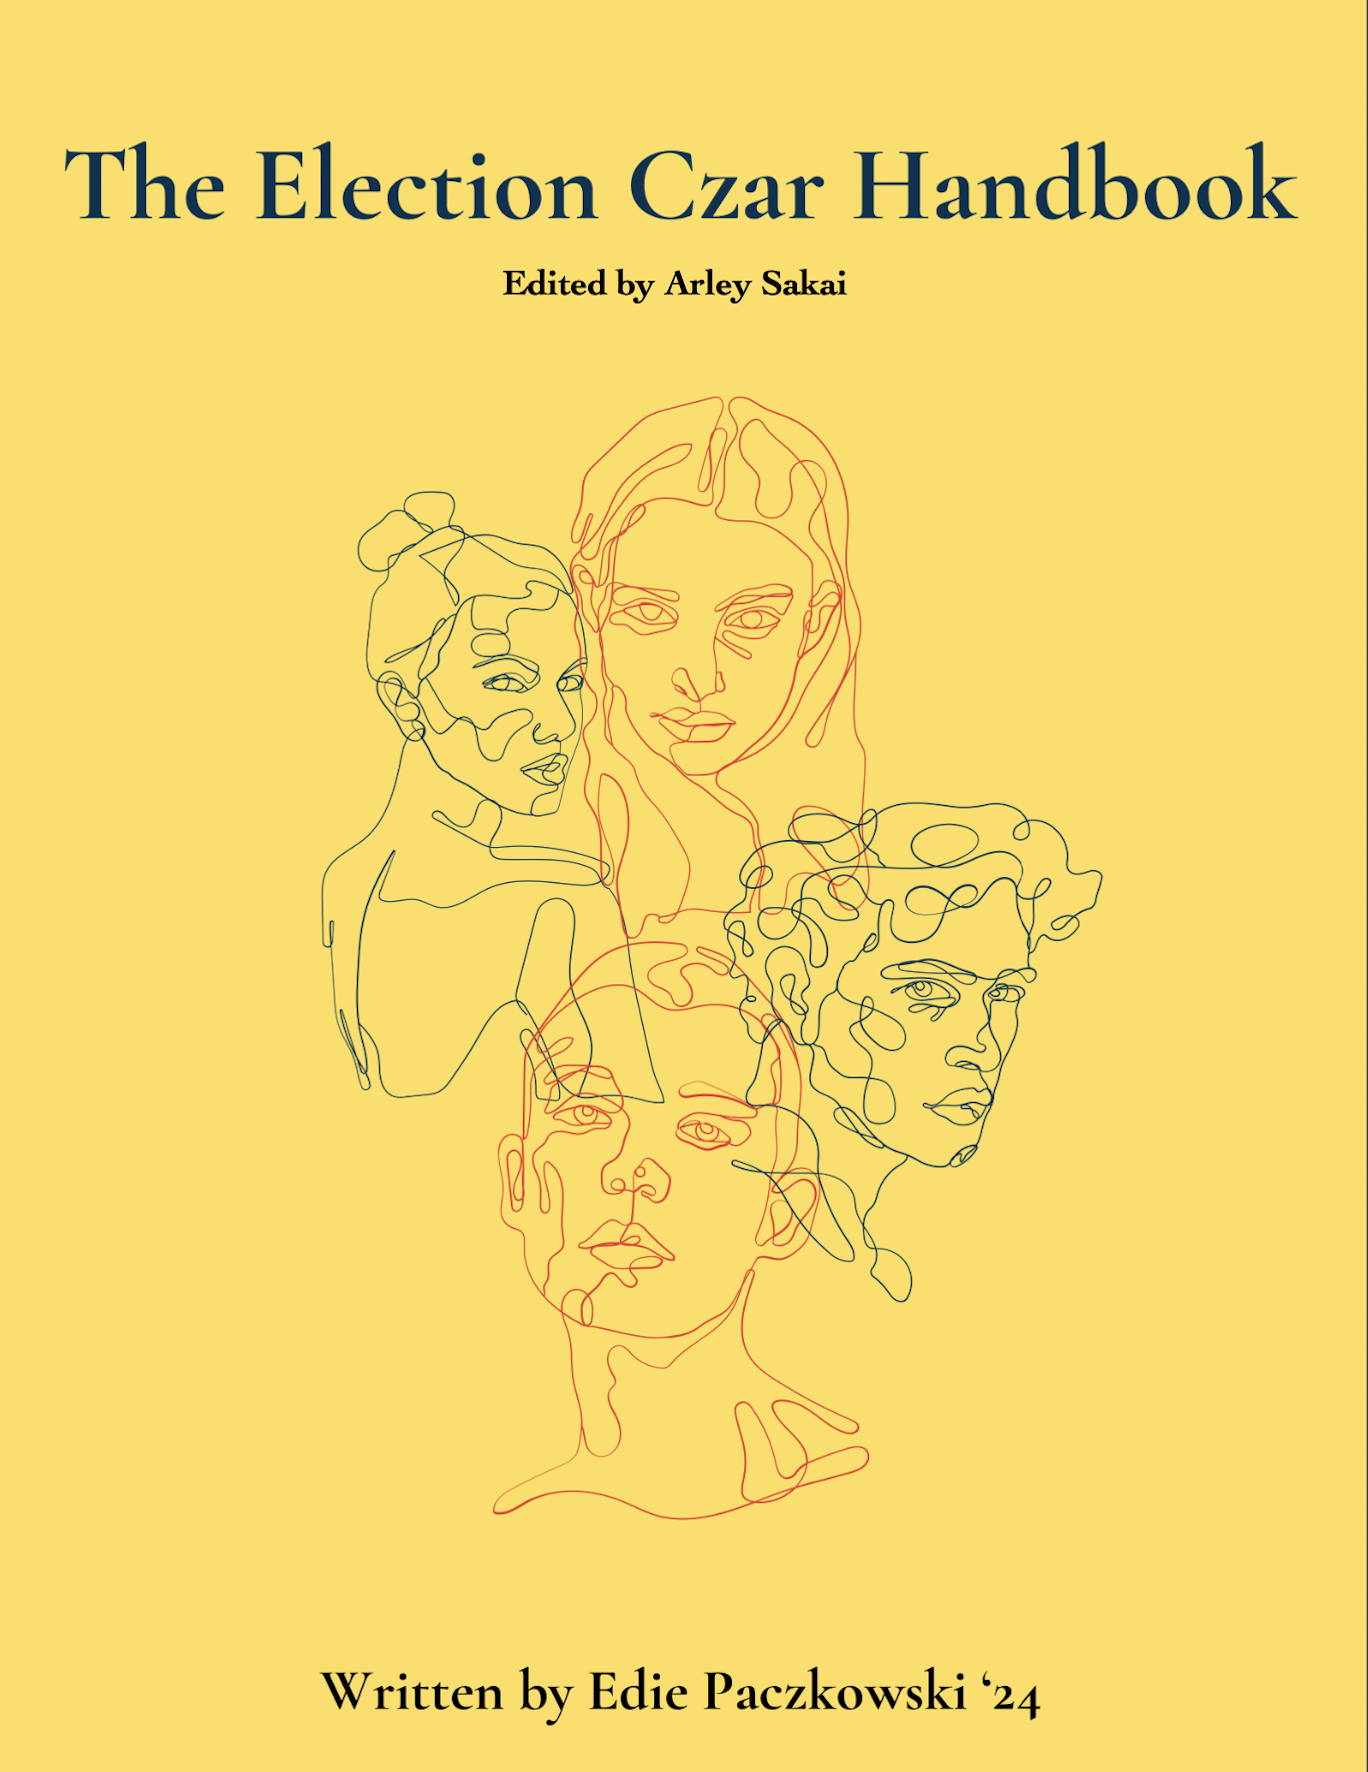 The Election Czar Handbook
Edited by Arley Sakai
Written by Edie Paczkowski ‘24